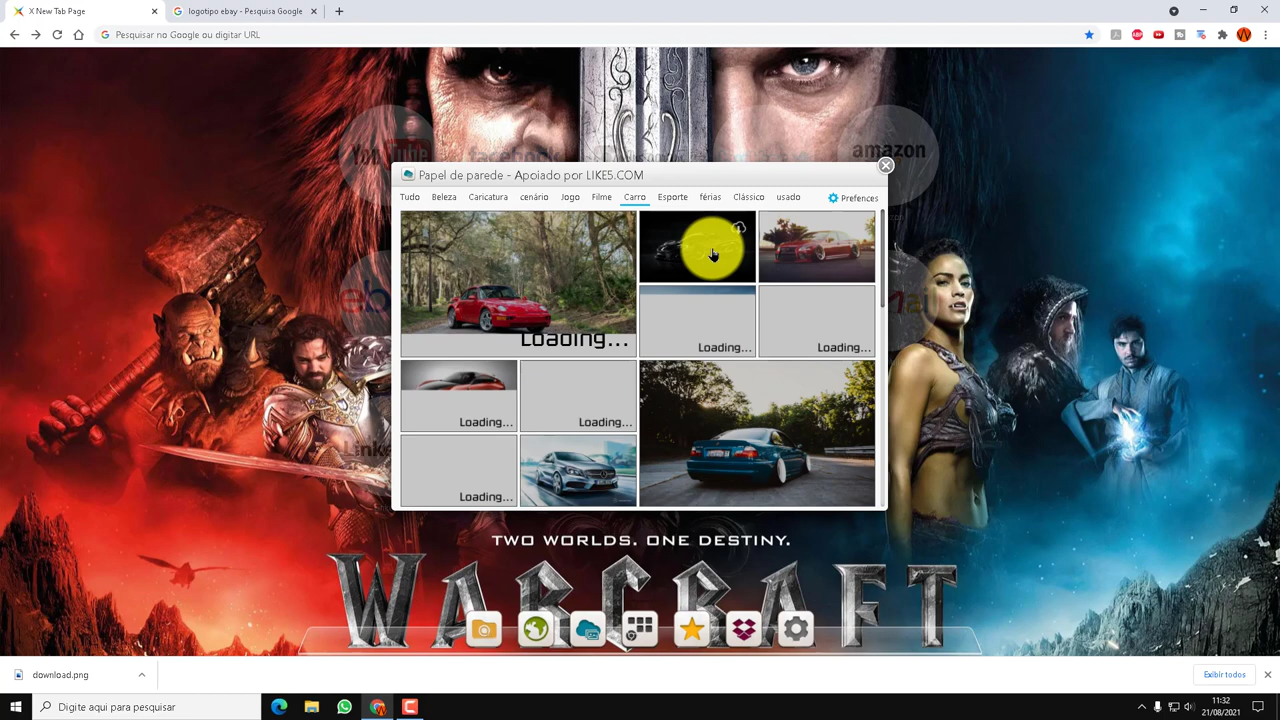 X New Tab Page
logotipo ebay - Pesquisa Google
Pesquisar no Google ou digitar URL
ABP
YouTube
facebook
amazon
Papel de parede - Apoiado por LIKE5.COM
Tudo Beleza Caricatura cenário Jogo Filme Carro Esporte férias Clássico usado Prefences
Loading...
Loading...
Loading...
Loading...
Loading...
Loading...
TWO WORLDS. ONE DESTINY.
WARCRAFT
download.png
Exibir todos
Digite aqui para pesquisar
11:32
21/08/2021